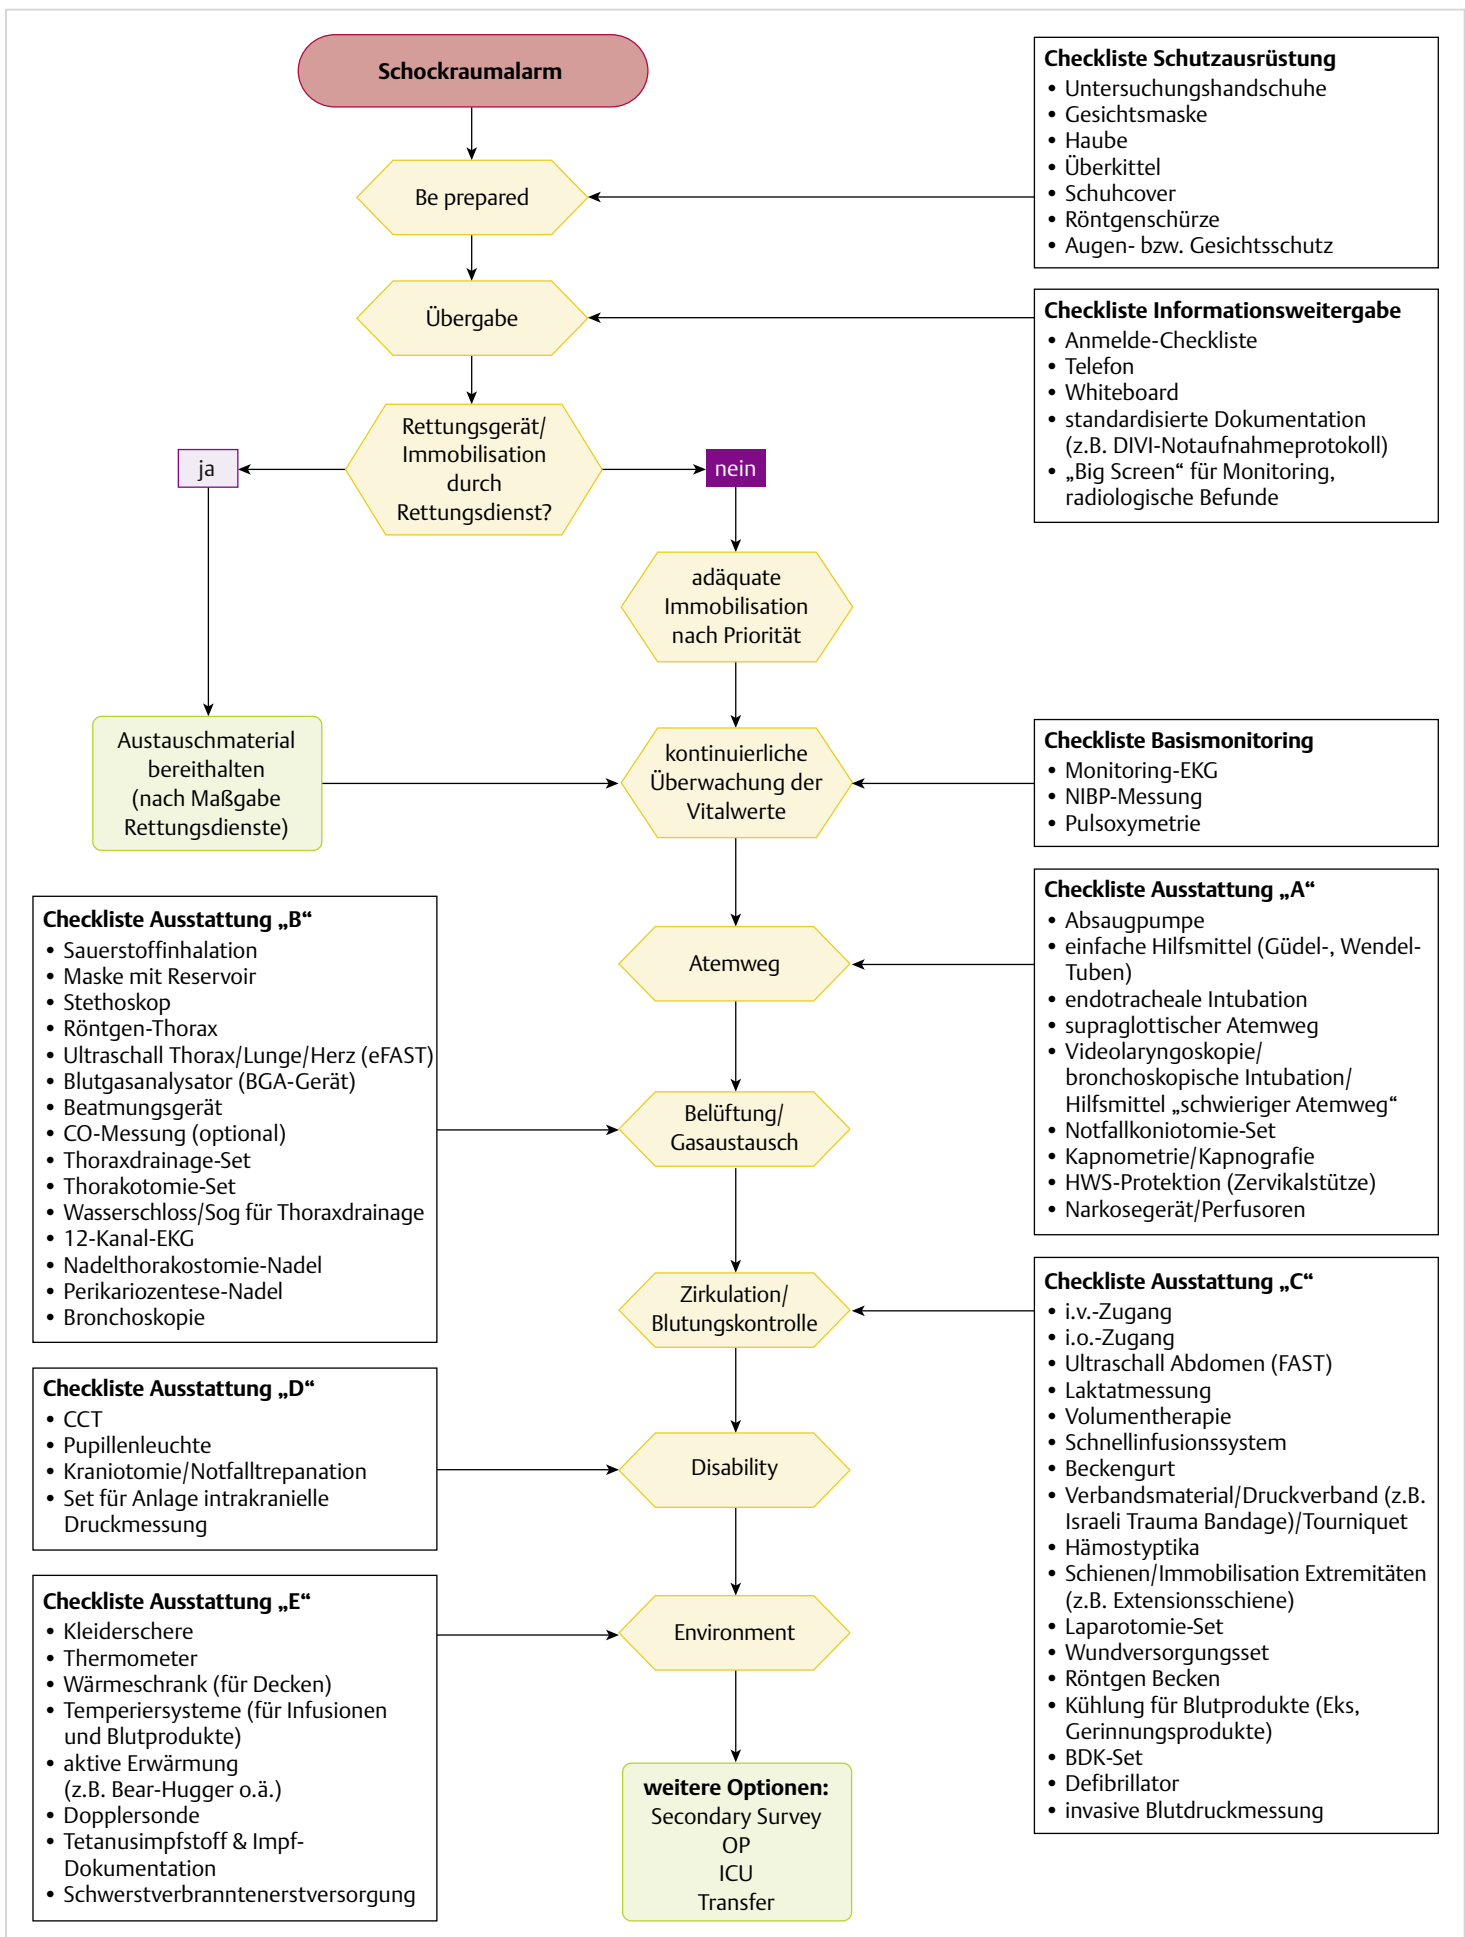 Schockraumalarm
Be prepared
Übergabe
Rettungsgerät/
Immobilisation
durch
Rettungsdienst?
ja
nein
adäquate
Immobilisation
nach Priorität
Austauschmaterial
bereithalten
(nach Maßgabe
Rettungsdienste)
kontinuierliche
Überwachung der
Vitalwerte
Atemweg
Belüftung/
Gasaustausch
Zirkulation/
Blutungskontrolle
Disability
Environment
weitere Optionen:
Secondary Survey
OP
ICU
Transfer
Checkliste Schutzausrüstung
• Untersuchungshandschuhe
• Gesichtsmaske
• Haube
• Überkittel
• Schuhcover
• Röntgenschürze
• Augen- bzw. Gesichtsschutz
Checkliste Informationsweitergabe
• Anmelde-Checkliste
• Telefon
• Whiteboard
• standardisierte Dokumentation
(z.B. DIVI-Notaufnahmeprotokoll)
• „Big Screen“ für Monitoring,
radiologische Befunde
Checkliste Basismonitoring
• Monitoring-EKG
• NIBP-Messung
• Pulsoxymetrie
Checkliste Ausstattung „A“
• Absaugpumpe
• einfache Hilfsmittel (Güdel-, Wendel-
Tuben)
• endotracheale Intubation
• supraglottischer Atemweg
• Videolaryngoskopie/
bronchoskopische Intubation/
Hilfsmittel „schwieriger Atemweg“
• Notfallkoniotomie-Set
• Kapnometrie/Kapnografie
• HWS-Protektion (Zervikalstütze)
• Narkosegerät/Perfusoren
Checkliste Ausstattung „B“
• Sauerstoffinhalation
• Maske mit Reservoir
• Stethoskop
• Röntgen-Thorax
• Ultraschall Thorax/Lunge/Herz (eFAST)
• Blutgasanalysator (BGA-Gerät)
• Beatmungsgerät
• CO-Messung (optional)
• Thoraxdrainage-Set
• Thorakotomie-Set
• Wasserschloss/Sog für Thoraxdrainage
• 12-Kanal-EKG
• Nadelthorakostomie-Nadel
• Perikariozentese-Nadel
• Bronchoskopie
Checkliste Ausstattung „C“
• i.v.-Zugang
• i.o.-Zugang
• Ultraschall Abdomen (FAST)
• Laktatmessung
• Volumentherapie
• Schnellinfusionssystem
• Beckengurt
• Verbandsmaterial/Druckverband (z.B.
Israeli Trauma Bandage)/Tourniquet
• Hämostyptika
• Schienen/Immobilisation Extremitäten
(z.B. Extensionsschiene)
• Laparotomie-Set
• Wundversorgungsset
• Röntgen Becken
• Kühlung für Blutprodukte (Eks,
Gerinnungsprodukte)
• BDK-Set
• Defibrillator
• invasive Blutdruckmessung
Checkliste Ausstattung „D“
• CCT
• Pupillenleuchte
• Kraniotomie/Notfalltrepanation
• Set für Anlage intrakranielle
Druckmessung
Checkliste Ausstattung „E“
• Kleiderschere
• Thermometer
• Wärmeschrank (für Decken)
• Temperiersysteme (für Infusionen
und Blutprodukte)
• aktive Erwärmung
(z.B. Bear-Hugger o.ä.)
• Dopplersonde
• Tetanusimpfstoff & Impf-
Dokumentation
• Schwerstverbranntenerstversorgung